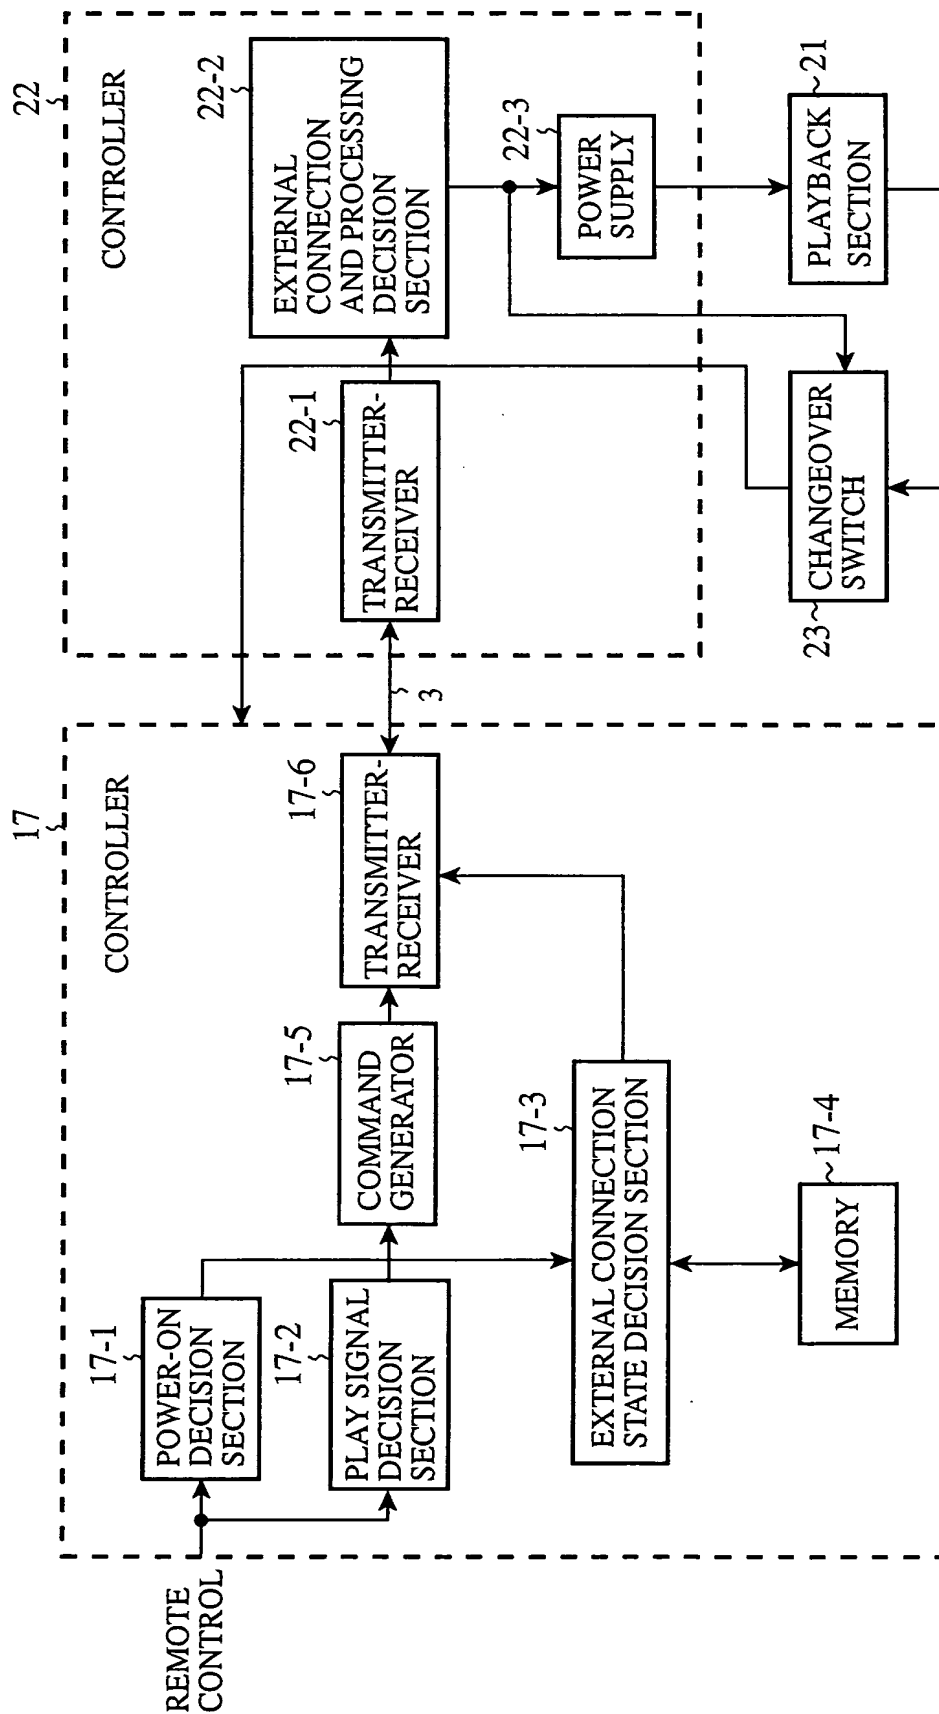 REMOTE
CONTROL
17
CONTROLLER
17-1
POWER-ON
DECISION
SECTION
17-2
PLAY SIGNAL
DECISION
SECTION
17-5
COMMAND
GENERATOR
17-6
TRANSMITTER-
RECEIVER
17-3
EXTERNAL CONNECTION
STATE DECISION SECTION
17-4
MEMORY
3
22
CONTROLLER
22-1
TRANSMITTER-
RECEIVER
22-2
EXTERNAL
CONNECTION
AND PROCESSING
DECISION
SECTION
22-3
POWER
SUPPLY
23
CHANGEOVER
SWITCH
21
PLAYBACK
SECTION